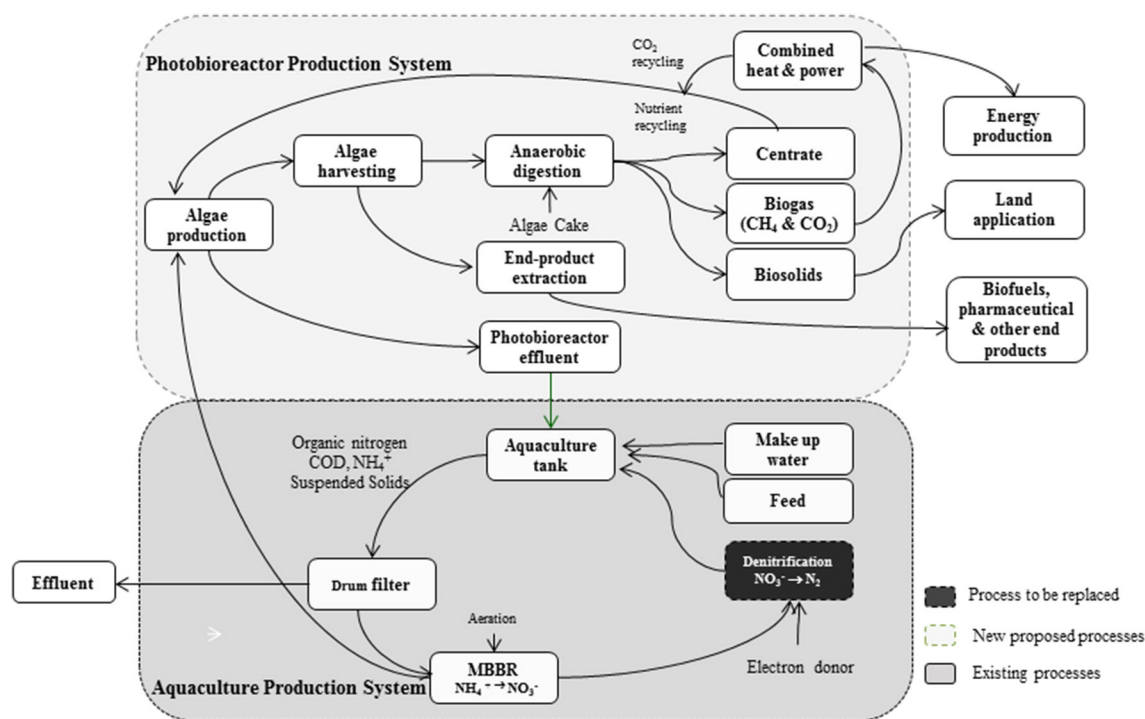 Photobioreactor Production System
CO₂
recycling
Nutrient
recycling
Combined
heat & power
Energy
production
Algae
harvesting
Anaerobic
digestion
Centrate
Algae
production
Algae Cake
Biogas
(CH₄ & CO₂)
Land
application
End-product
extraction
Biosolids
Biofuels,
pharmaceutical
& other end
products
Photobioreactor
effluent
Organic nitrogen
COD, NH₄⁺
Suspended Solids
Aquaculture
tank
Make up
water
Feed
Denitrification
NO₃⁻ → N₂
Effluent
Drum filter
Aeration
MBBR
NH₄⁺ → NO₃⁻
Electron donor
Aquaculture Production System
Process to be replaced
New proposed processes
Existing processes